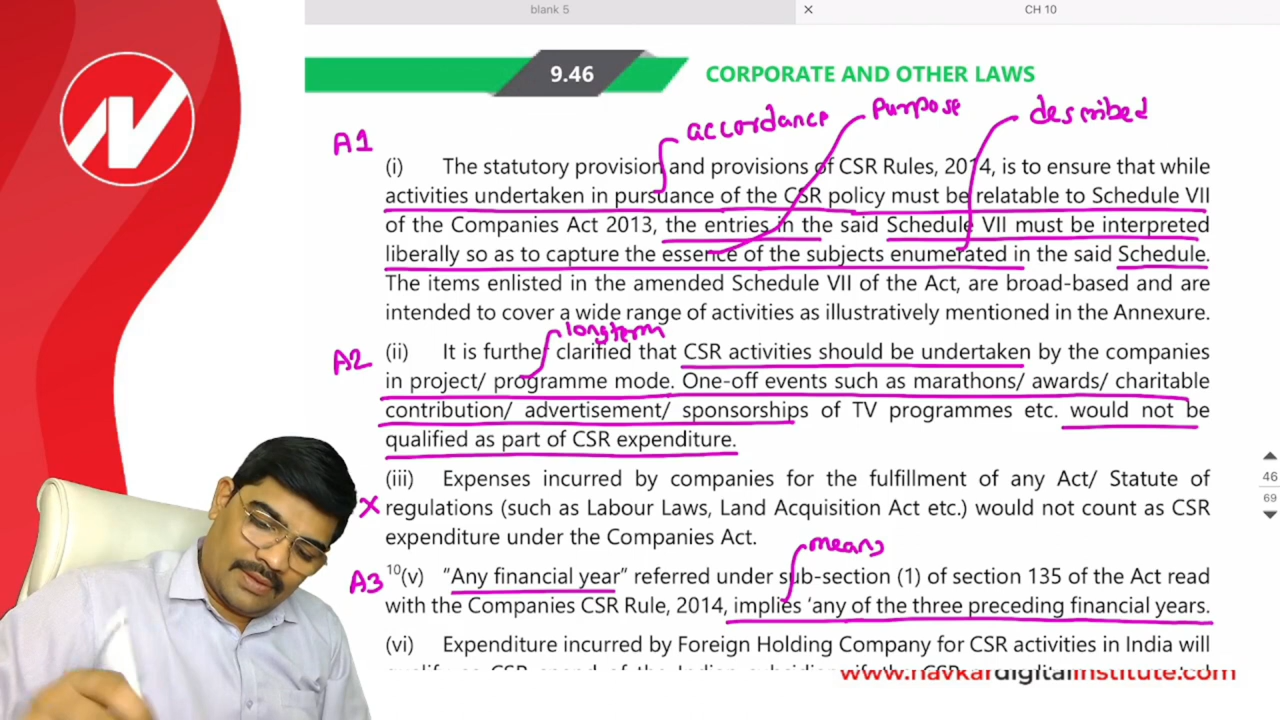 blank 5
× CH 10
9.46 CORPORATE AND OTHER LAWS
accordance purpose described
A1
(i) The statutory provision and provisions of CSR Rules, 2014, is to ensure that while
activities undertaken in pursuance of the CSR policy must be relatable to Schedule VII
of the Companies Act 2013, the entries in the said Schedule VII must be interpreted
liberally so as to capture the essence of the subjects enumerated in the said Schedule.
The items enlisted in the amended Schedule VII of the Act, are broad-based and are
intended to cover a wide range of activities as illustratively mentioned in the Annexure.
longterm
A2 (ii) It is further clarified that CSR activities should be undertaken by the companies
in project/ programme mode. One-off events such as marathons/ awards/ charitable
contribution/ advertisement/ sponsorships of TV programmes etc. would not be
qualified as part of CSR expenditure.
(iii) Expenses incurred by companies for the fulfillment of any Act/ Statute of
× regulations (such as Labour Laws, Land Acquisition Act etc.) would not count as CSR
expenditure under the Companies Act.
means
A3 10(v) "Any financial year" referred under sub-section (1) of section 135 of the Act read
with the Companies CSR Rule, 2014, implies 'any of the three preceding financial years.
(vi) Expenditure incurred by Foreign Holding Company for CSR activities in India will
46
69
www.navkardigitalinstitute.com